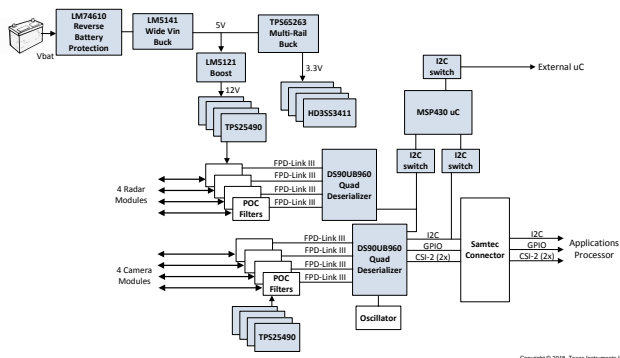 LM74610
Reverse
Battery
Protection
LM5141
Wide Vin
Buck
5V
TPS65263
Multi-Rail
Buck
Vbat
LM5121
Boost
3.3V
12V
HD3SS3411
TPS25490
I2C
switch
External uC
MSP430 uC
I2C
switch
I2C
switch
4 Radar
Modules
POC
Filters
FPD-Link III
FPD-Link III
FPD-Link III
FPD-Link III
DS90UB960
Quad
Deserializer
4 Camera
Modules
POC
Filters
FPD-Link III
FPD-Link III
FPD-Link III
FPD-Link III
DS90UB960
Quad
Deserializer
I2C
GPIO
CSI-2 (2x)
Samtec
Connector
I2C
GPIO
CSI-2 (2x)
Applications
Processor
Oscillator
TPS25490
Copyright © 2018, Texas Instruments I